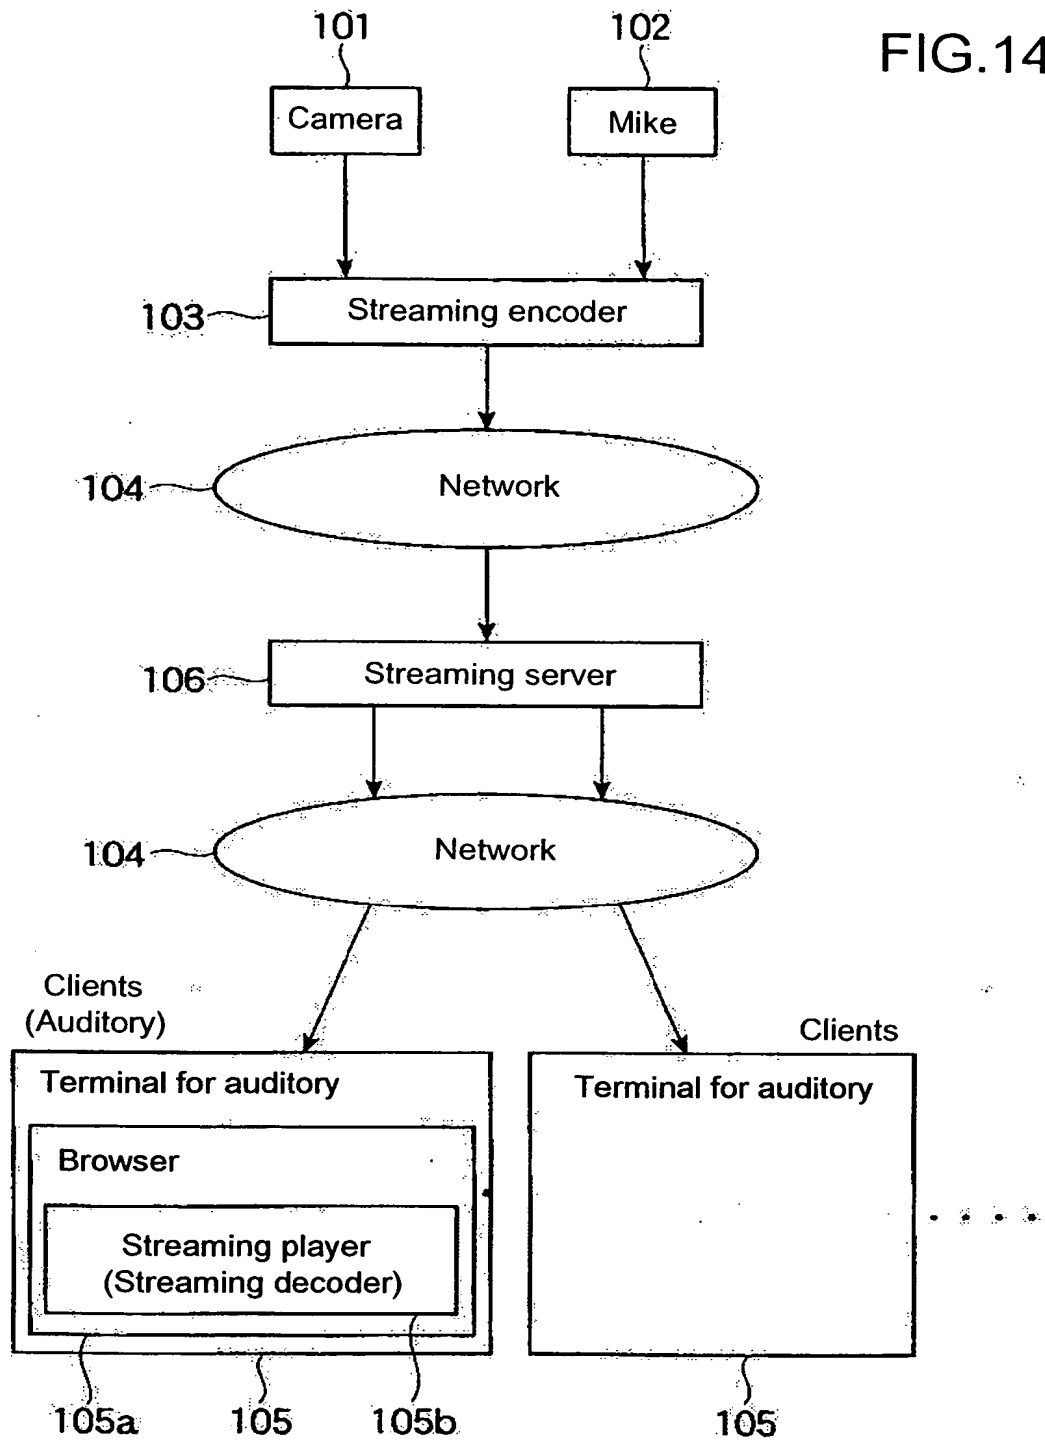 101
102
FIG.14
Camera
Mike
103
Streaming encoder
104
Network
106
Streaming server
104
Network
Clients
(Auditory)
Clients
Terminal for auditory
Terminal for auditory
Browser
Streaming player
(Streaming decoder)
105a
105
105b
105